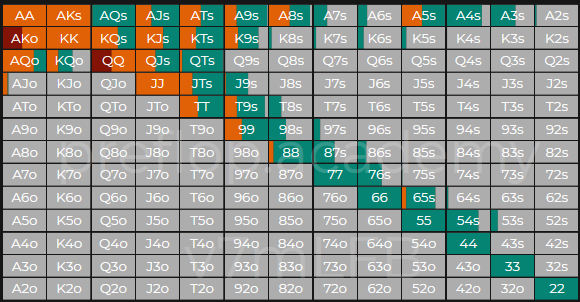 AA AKs AQs AJs ATs A9s A8s A7s A6s A5s A4s A3s A2s
AKo KK KQs KJs KTs K9s K8s K7s K6s K5s K4s K3s K2s
AQo KQo QQ QJs QTs Q9s Q8s Q7s Q6s Q5s Q4s Q3s Q2s
AJo KJo QJo JJ JTs J9s J8s J7s J6s J5s J4s J3s J2s
ATo KTo QTo JTo TT T9s T8s T7s T6s T5s T4s T3s T2s
A9o K9o Q9o J9o T9o 99 98s 97s 96s 95s 94s 93s 92s
A8o K8o Q8o J8o T8o 98o 88 87s 86s 85s 84s 83s 82s
preflop.academy
A7o K7o Q7o J7o T7o 97o 87o 77 76s 75s 74s 73s 72s
A6o K6o Q6o J6o T6o 96o 86o 76o 66 65s 64s 63s 62s
A5o K5o Q5o J5o T5o 95o 85o 75o 65o 55 54s 53s 52s
A4o K4o Q4o J4o T4o 94o 84o 74o 64o 54o 44 43s 42s
A3o K3o Q3o J3o T3o 93o 83o 73o 63o 53o 43o 33 32s
A2o K2o Q2o J2o T2o 92o 82o 72o 62o 52o 42o 32o 22